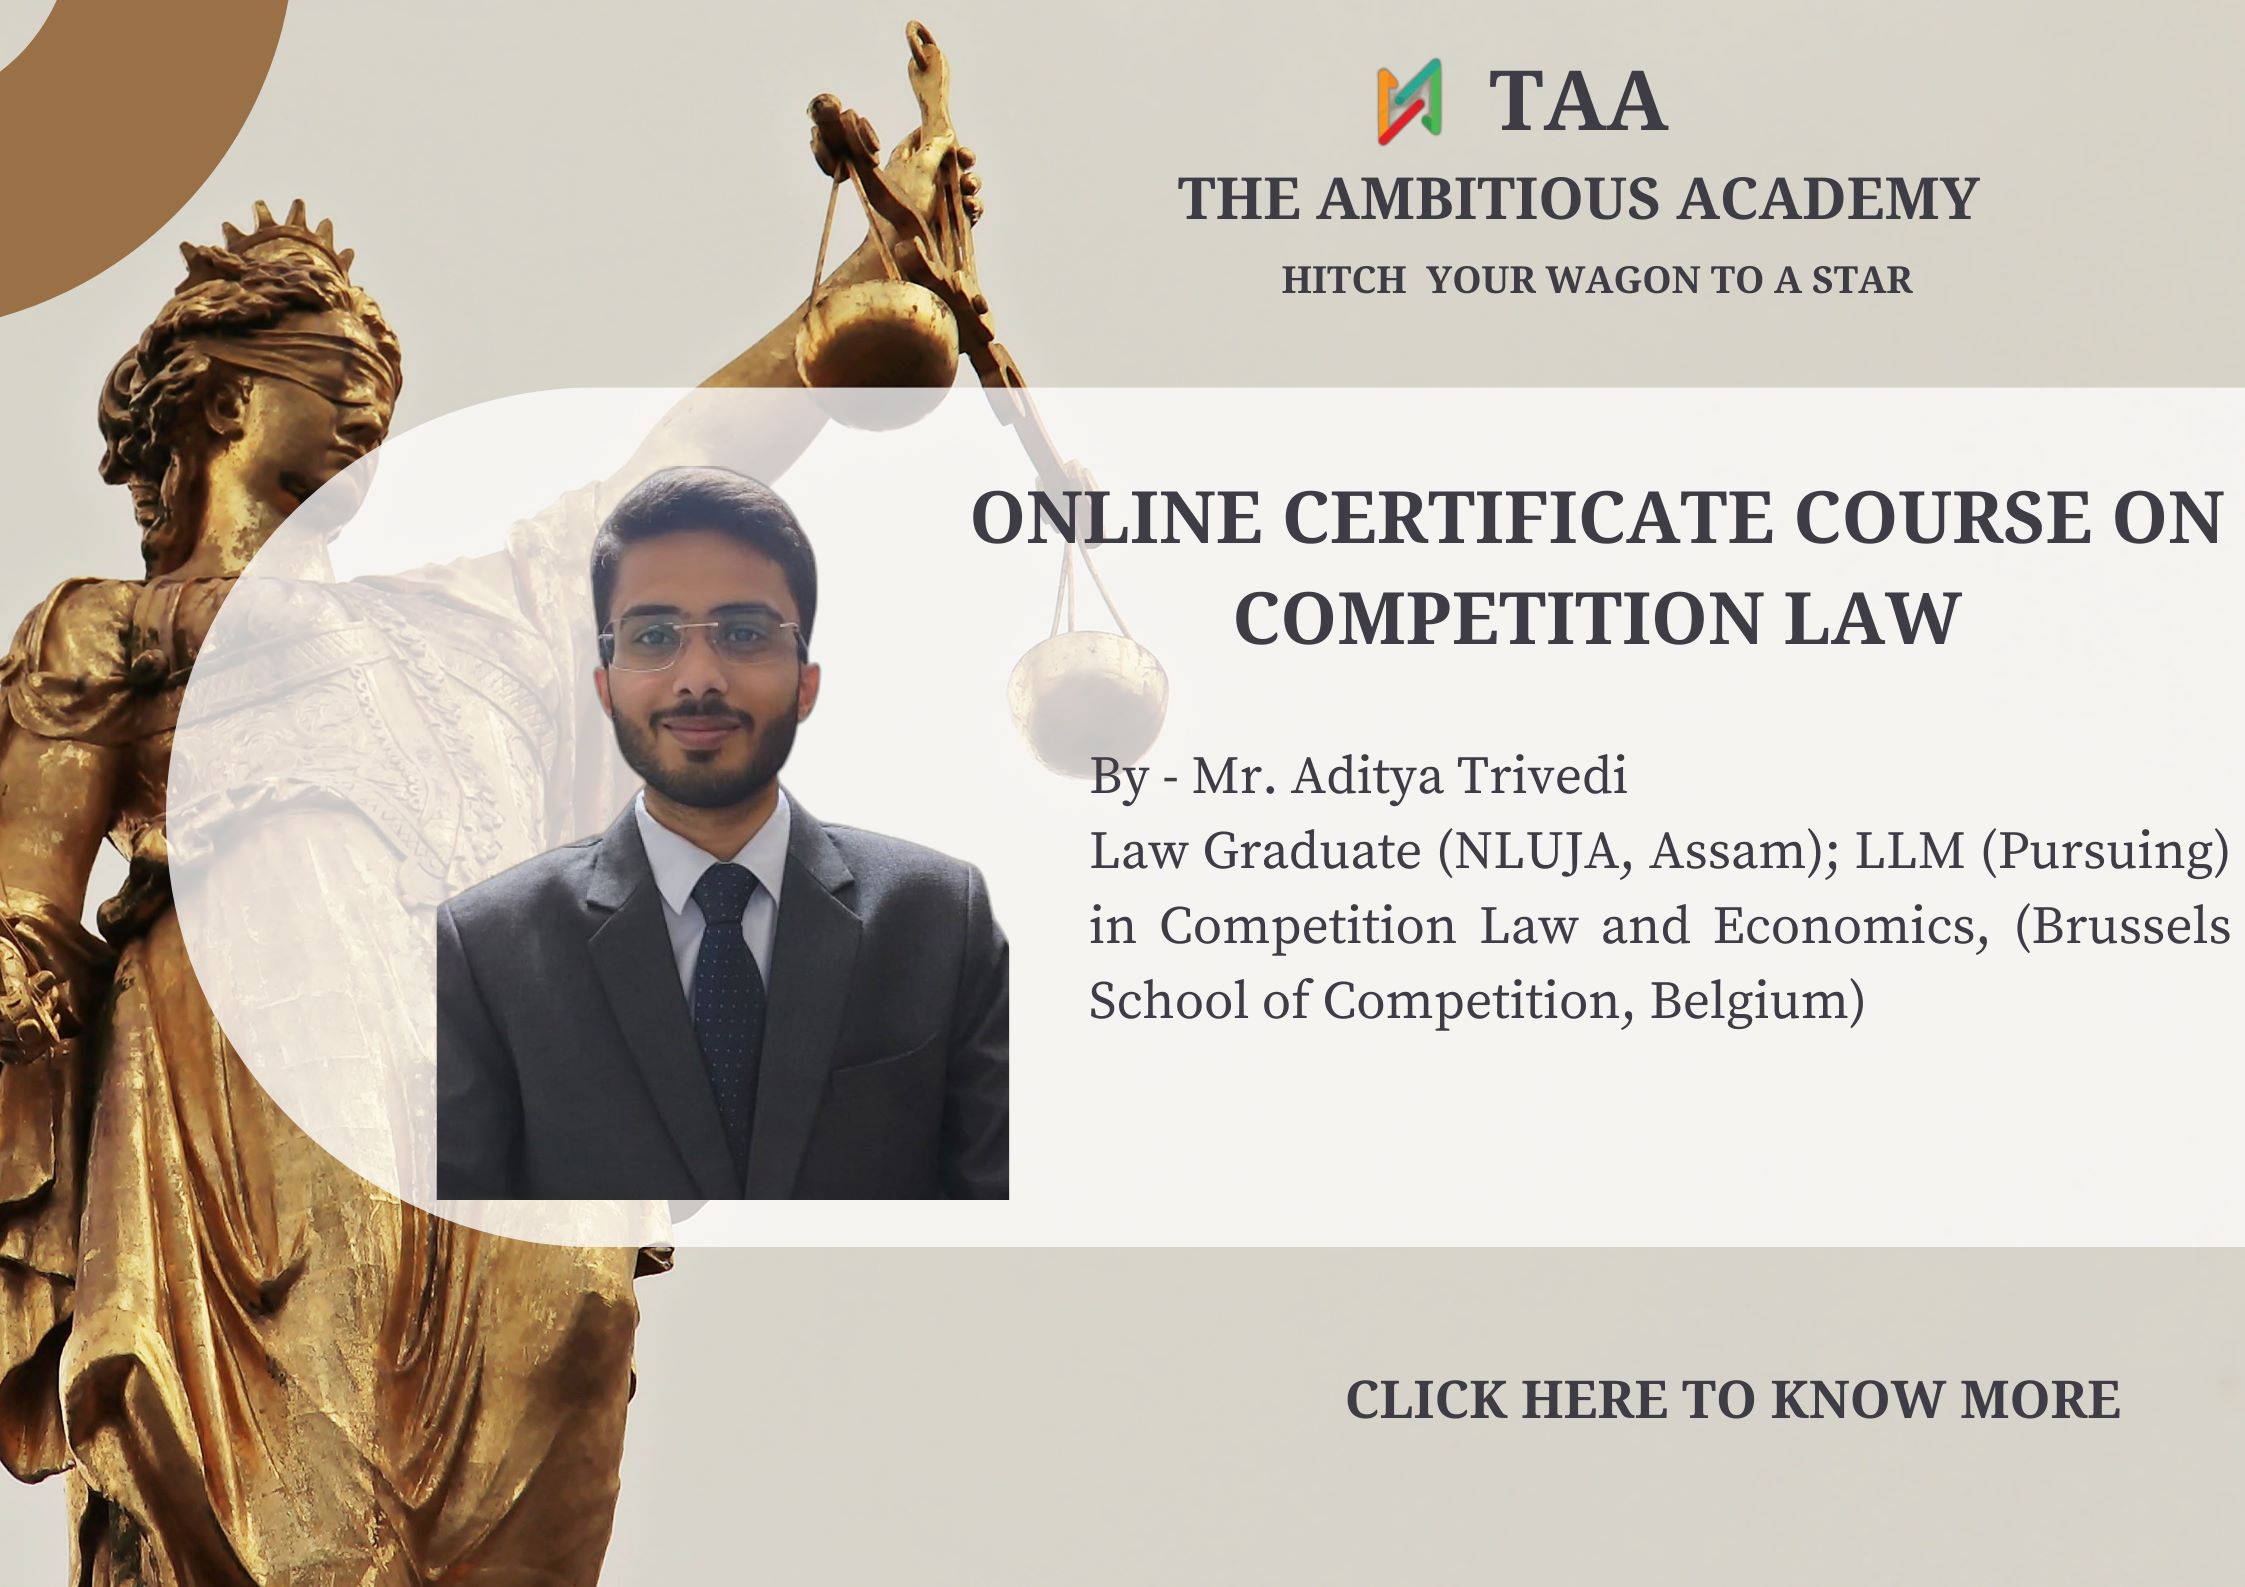 TAA
THE AMBITIOUS ACADEMY
HITCH YOUR WAGON TO A STAR
ONLINE CERTIFICATE COURSE ON
COMPETITION LAW
By - Mr. Aditya Trivedi
Law Graduate (NLUJA, Assam); LLM (Pursuing)
in Competition Law and Economics, (Brussels
School of Competition, Belgium)
CLICK HERE TO KNOW MORE